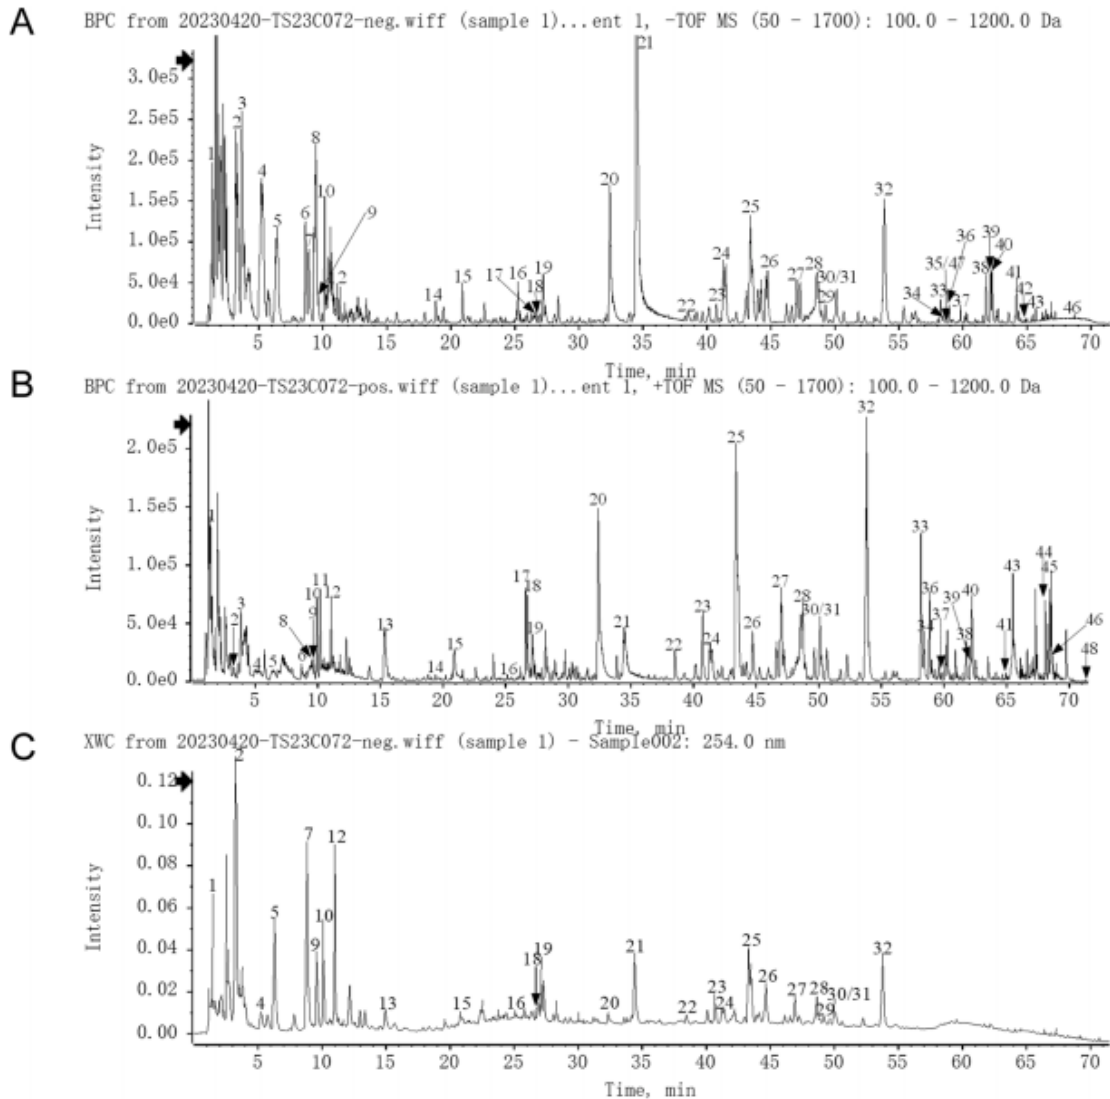 A
BPC from 20230420-TS23C072-neg.wiff (sample 1)...ent 1, -TOF MS (50 - 1700): 100.0 - 1200.0 Da
Intensity
3.0e5
2.5e5
2.0e5
1.5e5
1.0e5
5.0e4
0.0e0
1 2 3 4 5 6 8 10 9 2 14 15 17 16 18 19 20 21 22 23 24 25 26 27 28 30/31 29 32 34 33 35/47 36 37 38 39 40 41 42 43 46
5 10 15 20 25 30 35 40 45 50 55 60 65 70
Time, min
B
BPC from 20230420-TS23C072-pos.wiff (sample 1)...ent 1, +TOF MS (50 - 1700): 100.0 - 1200.0 Da
Intensity
2.0e5
1.5e5
1.0e5
5.0e4
0.0e0
1 2 3 4 5 6 8 9 10 11 12 13 14 15 16 17 18 19 20 21 22 23 24 25 26 27 28 30/31 32 33 34 36 37 39 38 40 41 43 44 45 46 48
5 10 15 20 25 30 35 40 45 50 55 60 65 70
Time, min
C
XWC from 20230420-TS23C072-neg.wiff (sample 1) - Sample002: 254.0 nm
Intensity
0.12
0.10
0.08
0.06
0.04
0.02
0.00
1 2 4 5 7 9 10 12 13 15 16 18 19 20 21 22 23 24 25 26 27 28 29 30/31 32
5 10 15 20 25 30 35 40 45 50 55 60 65 70
Time, min